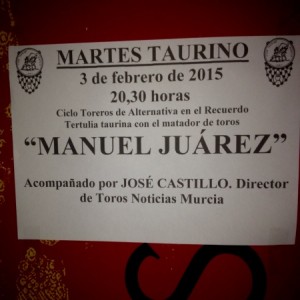 MARTES TAURINO
3 de febrero de 2015
20,30 horas
Ciclo Toreros de Alternativa en el Recuerdo
Tertulia taurina con el matador de toros
“MANUEL JUÁREZ”
Acompañado por JOSÉ CASTILLO. Director
de Toros Noticias Murcia